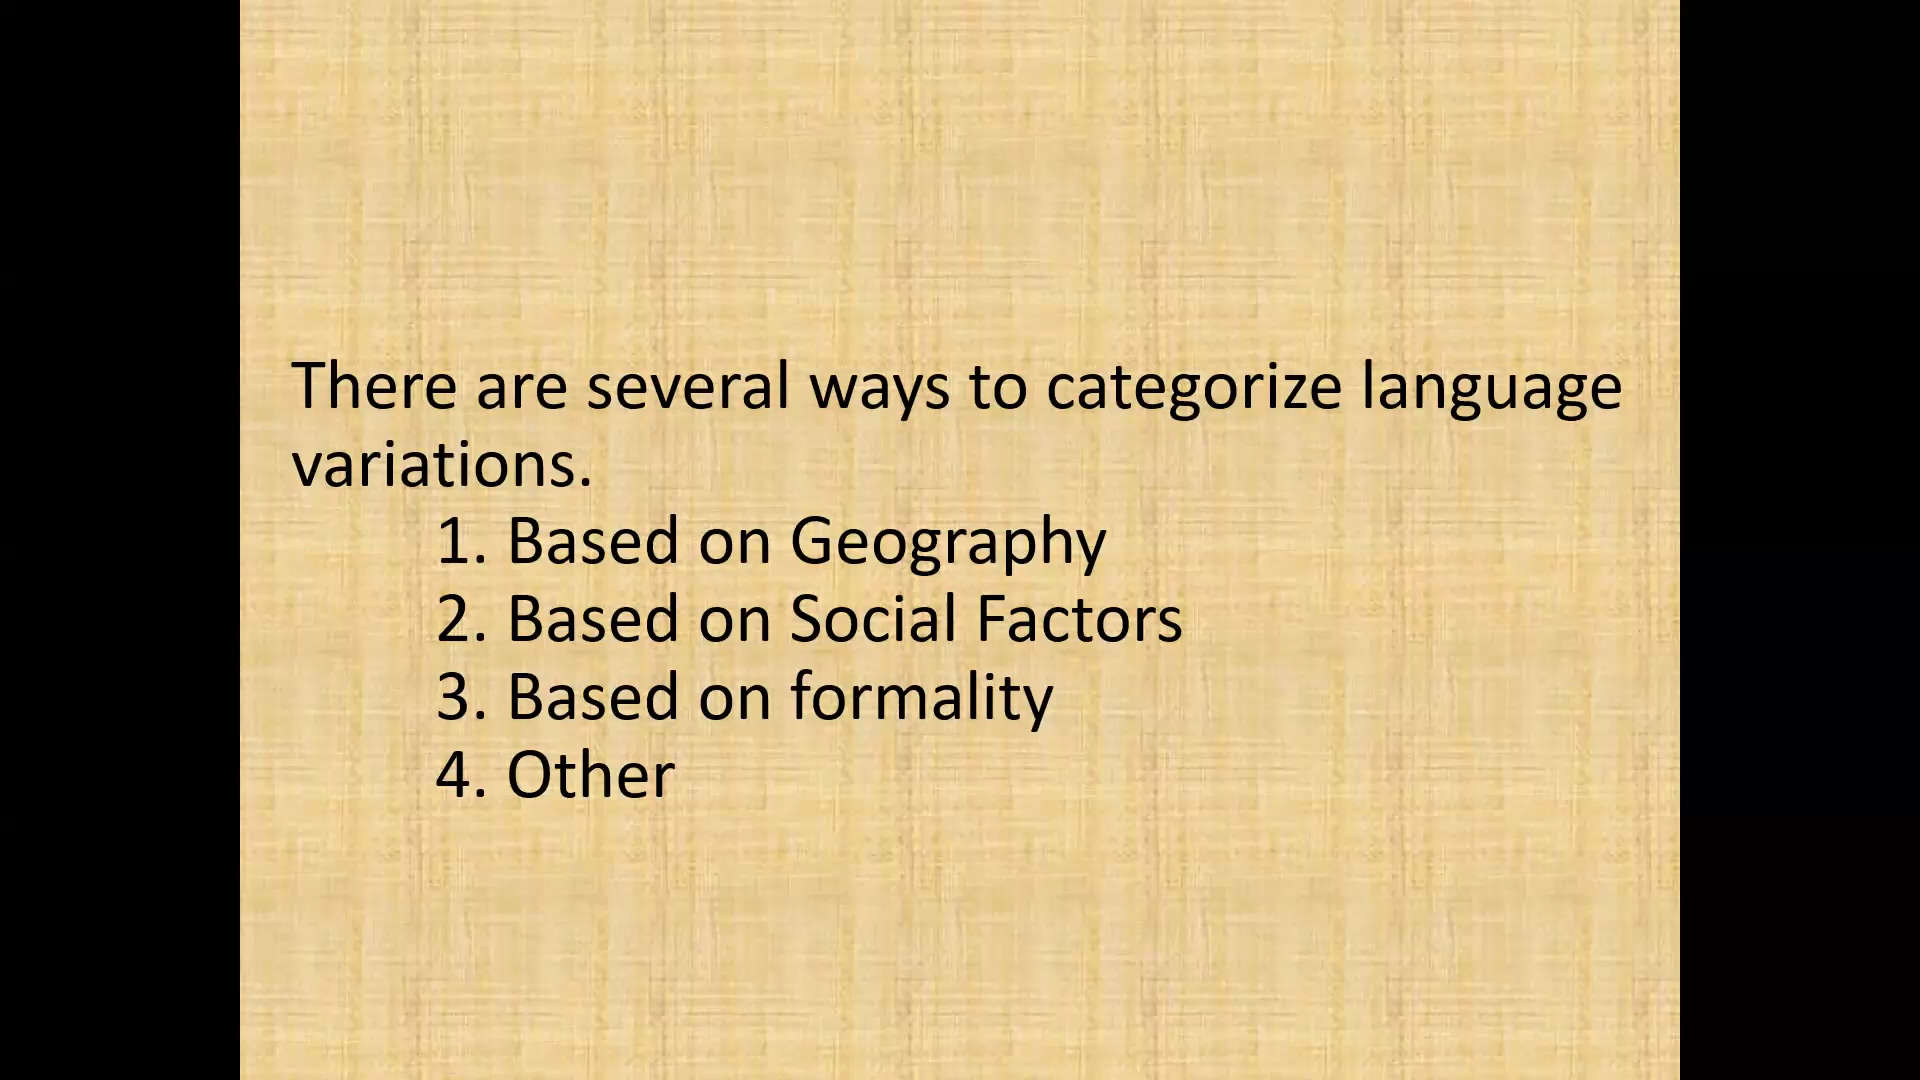 There are several ways to categorize language
variations.
1. Based on Geography
2. Based on Social Factors
3. Based on formality
4. Other